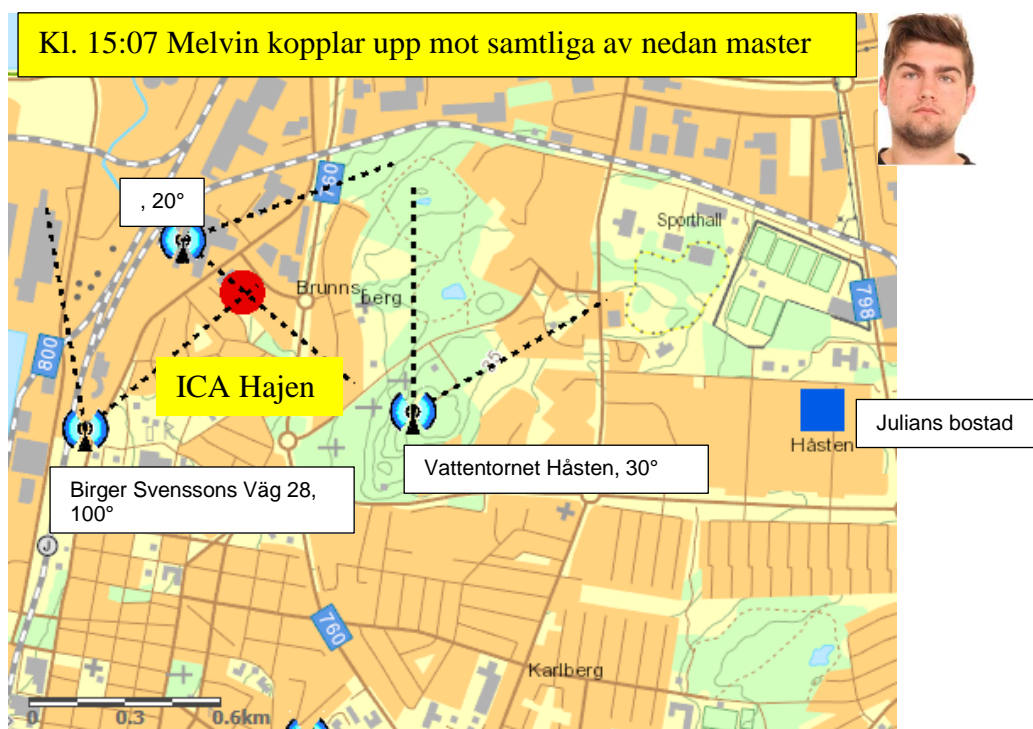 Kl. 15:07 Melvin kopplar upp mot samtliga av nedan master
760
, 20°
Sporthall
Brunns-
berg
798
35
800
ICA Hajen
Julians bostad
Håsten
Vattentornet Håsten, 30°
Birger Svenssons Väg 28,
100°
J
760
Karlberg
0 0.3 0.6km